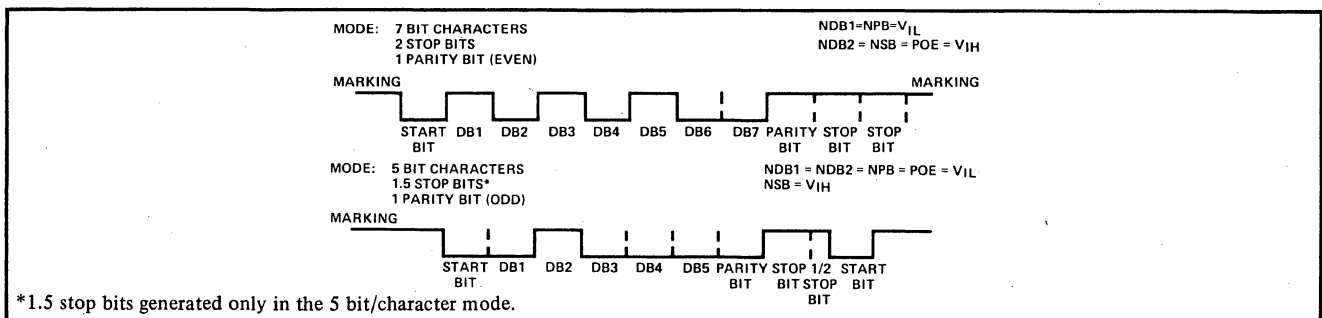 MODE: 7 BIT CHARACTERS
2 STOP BITS
1 PARITY BIT (EVEN)
NDB1=NPB=VIL
NDB2 = NSB = POE = VIH
MARKING MARKING
START BIT DB1 DB2 DB3 DB4 DB5 DB6 DB7 PARITY BIT STOP BIT STOP BIT
MODE: 5 BIT CHARACTERS
1.5 STOP BITS*
1 PARITY BIT (ODD)
NDB1 = NDB2 = NPB = POE = VIL
NSB = VIH
MARKING
START BIT DB1 DB2 DB3 DB4 DB5 PARITY BIT STOP BIT 1/2 STOP BIT START BIT
*1.5 stop bits generated only in the 5 bit/character mode.